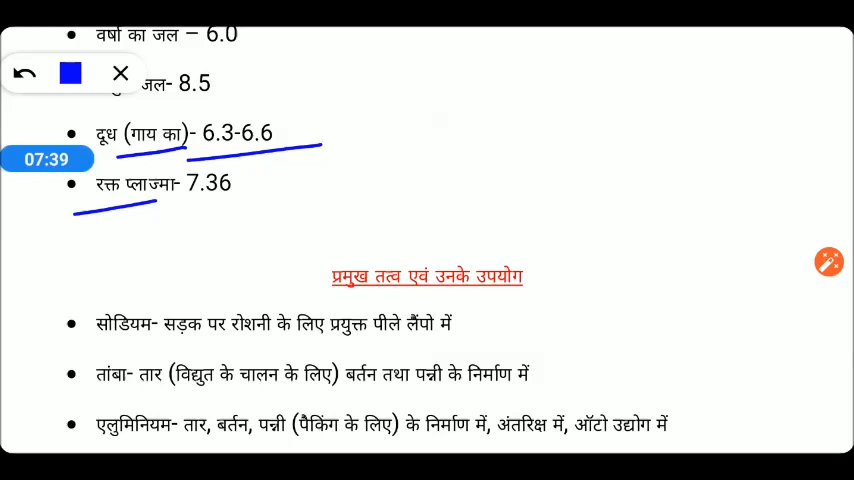 वर्षा का जल – 6.0
जल- 8.5
दूध (गाय का)- 6.3-6.6
07:39
रक्त प्लाज्मा- 7.36
प्रमुख तत्व एवं उनके उपयोग
सोडियम- सड़क पर रोशनी के लिए प्रयुक्त पीले लैंपो में
तांबा- तार (विद्युत के चालन के लिए) बर्तन तथा पन्नी के निर्माण में
एलुमिनियम- तार, बर्तन, पन्नी (पैकिंग के लिए) के निर्माण में, अंतरिक्ष में, ऑटो उद्योग में